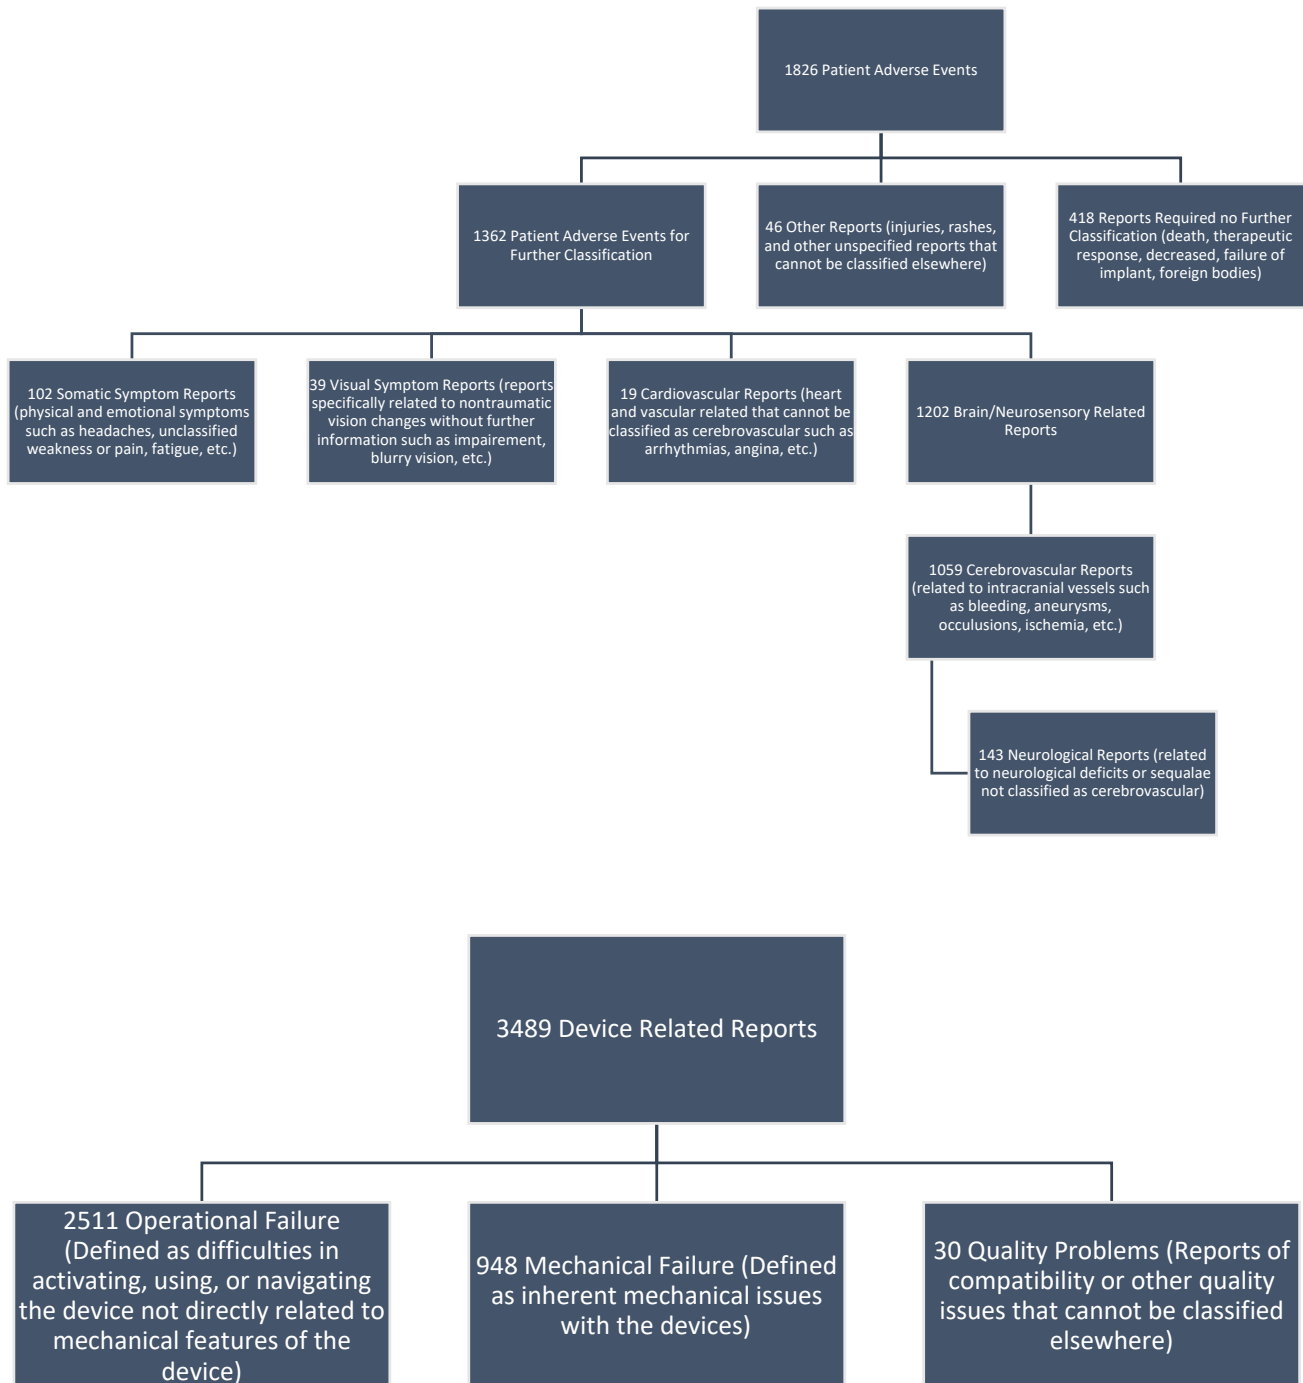 1826 Patient Adverse Events
1362 Patient Adverse Events for
Further Classification
46 Other Reports (injuries, rashes,
and other unspecified reports that
cannot be classified elsewhere)
418 Reports Required no Further
Classification (death, therapeutic
response, decreased, failure of
implant, foreign bodies)
102 Somatic Symptom Reports
(physical and emotional symptoms
such as headaches, unclassified
weakness or pain, fatigue, etc.)
39 Visual Symptom Reports (reports
specifically related to nontraumatic
vision changes without further
information such as impairement,
blurry vision, etc.)
19 Cardiovascular Reports (heart
and vascular related that cannot be
classified as cerebrovascular such as
arrhythmias, angina, etc.)
1202 Brain/Neurosensory Related
Reports
1059 Cerebrovascular Reports
(related to intracranial vessels such
as bleeding, aneurysms,
occulusions, ischemia, etc.)
143 Neurological Reports (related
to neurological deficits or sequalae
not classified as cerebrovascular)
3489 Device Related Reports
2511 Operational Failure
(Defined as difficulties in
activating, using, or navigating
the device not directly related to
mechanical features of the
device)
948 Mechanical Failure (Defined
as inherent mechanical issues
with the devices)
30 Quality Problems (Reports of
compatibility or other quality
issues that cannot be classified
elsewhere)